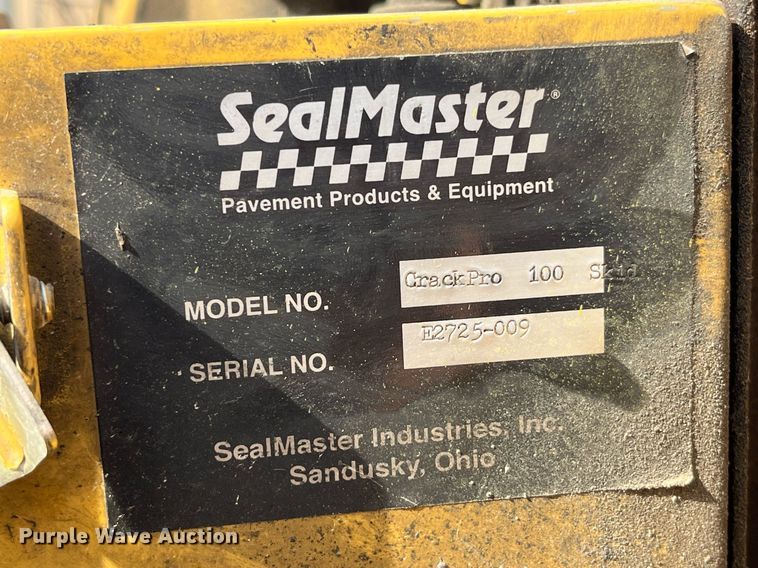 SealMaster®
Pavement Products & Equipment
MODEL NO. CrackPro 100 Skid
SERIAL NO. E2725-009
SealMaster Industries, Inc.
Sandusky, Ohio
Purple Wave Auction